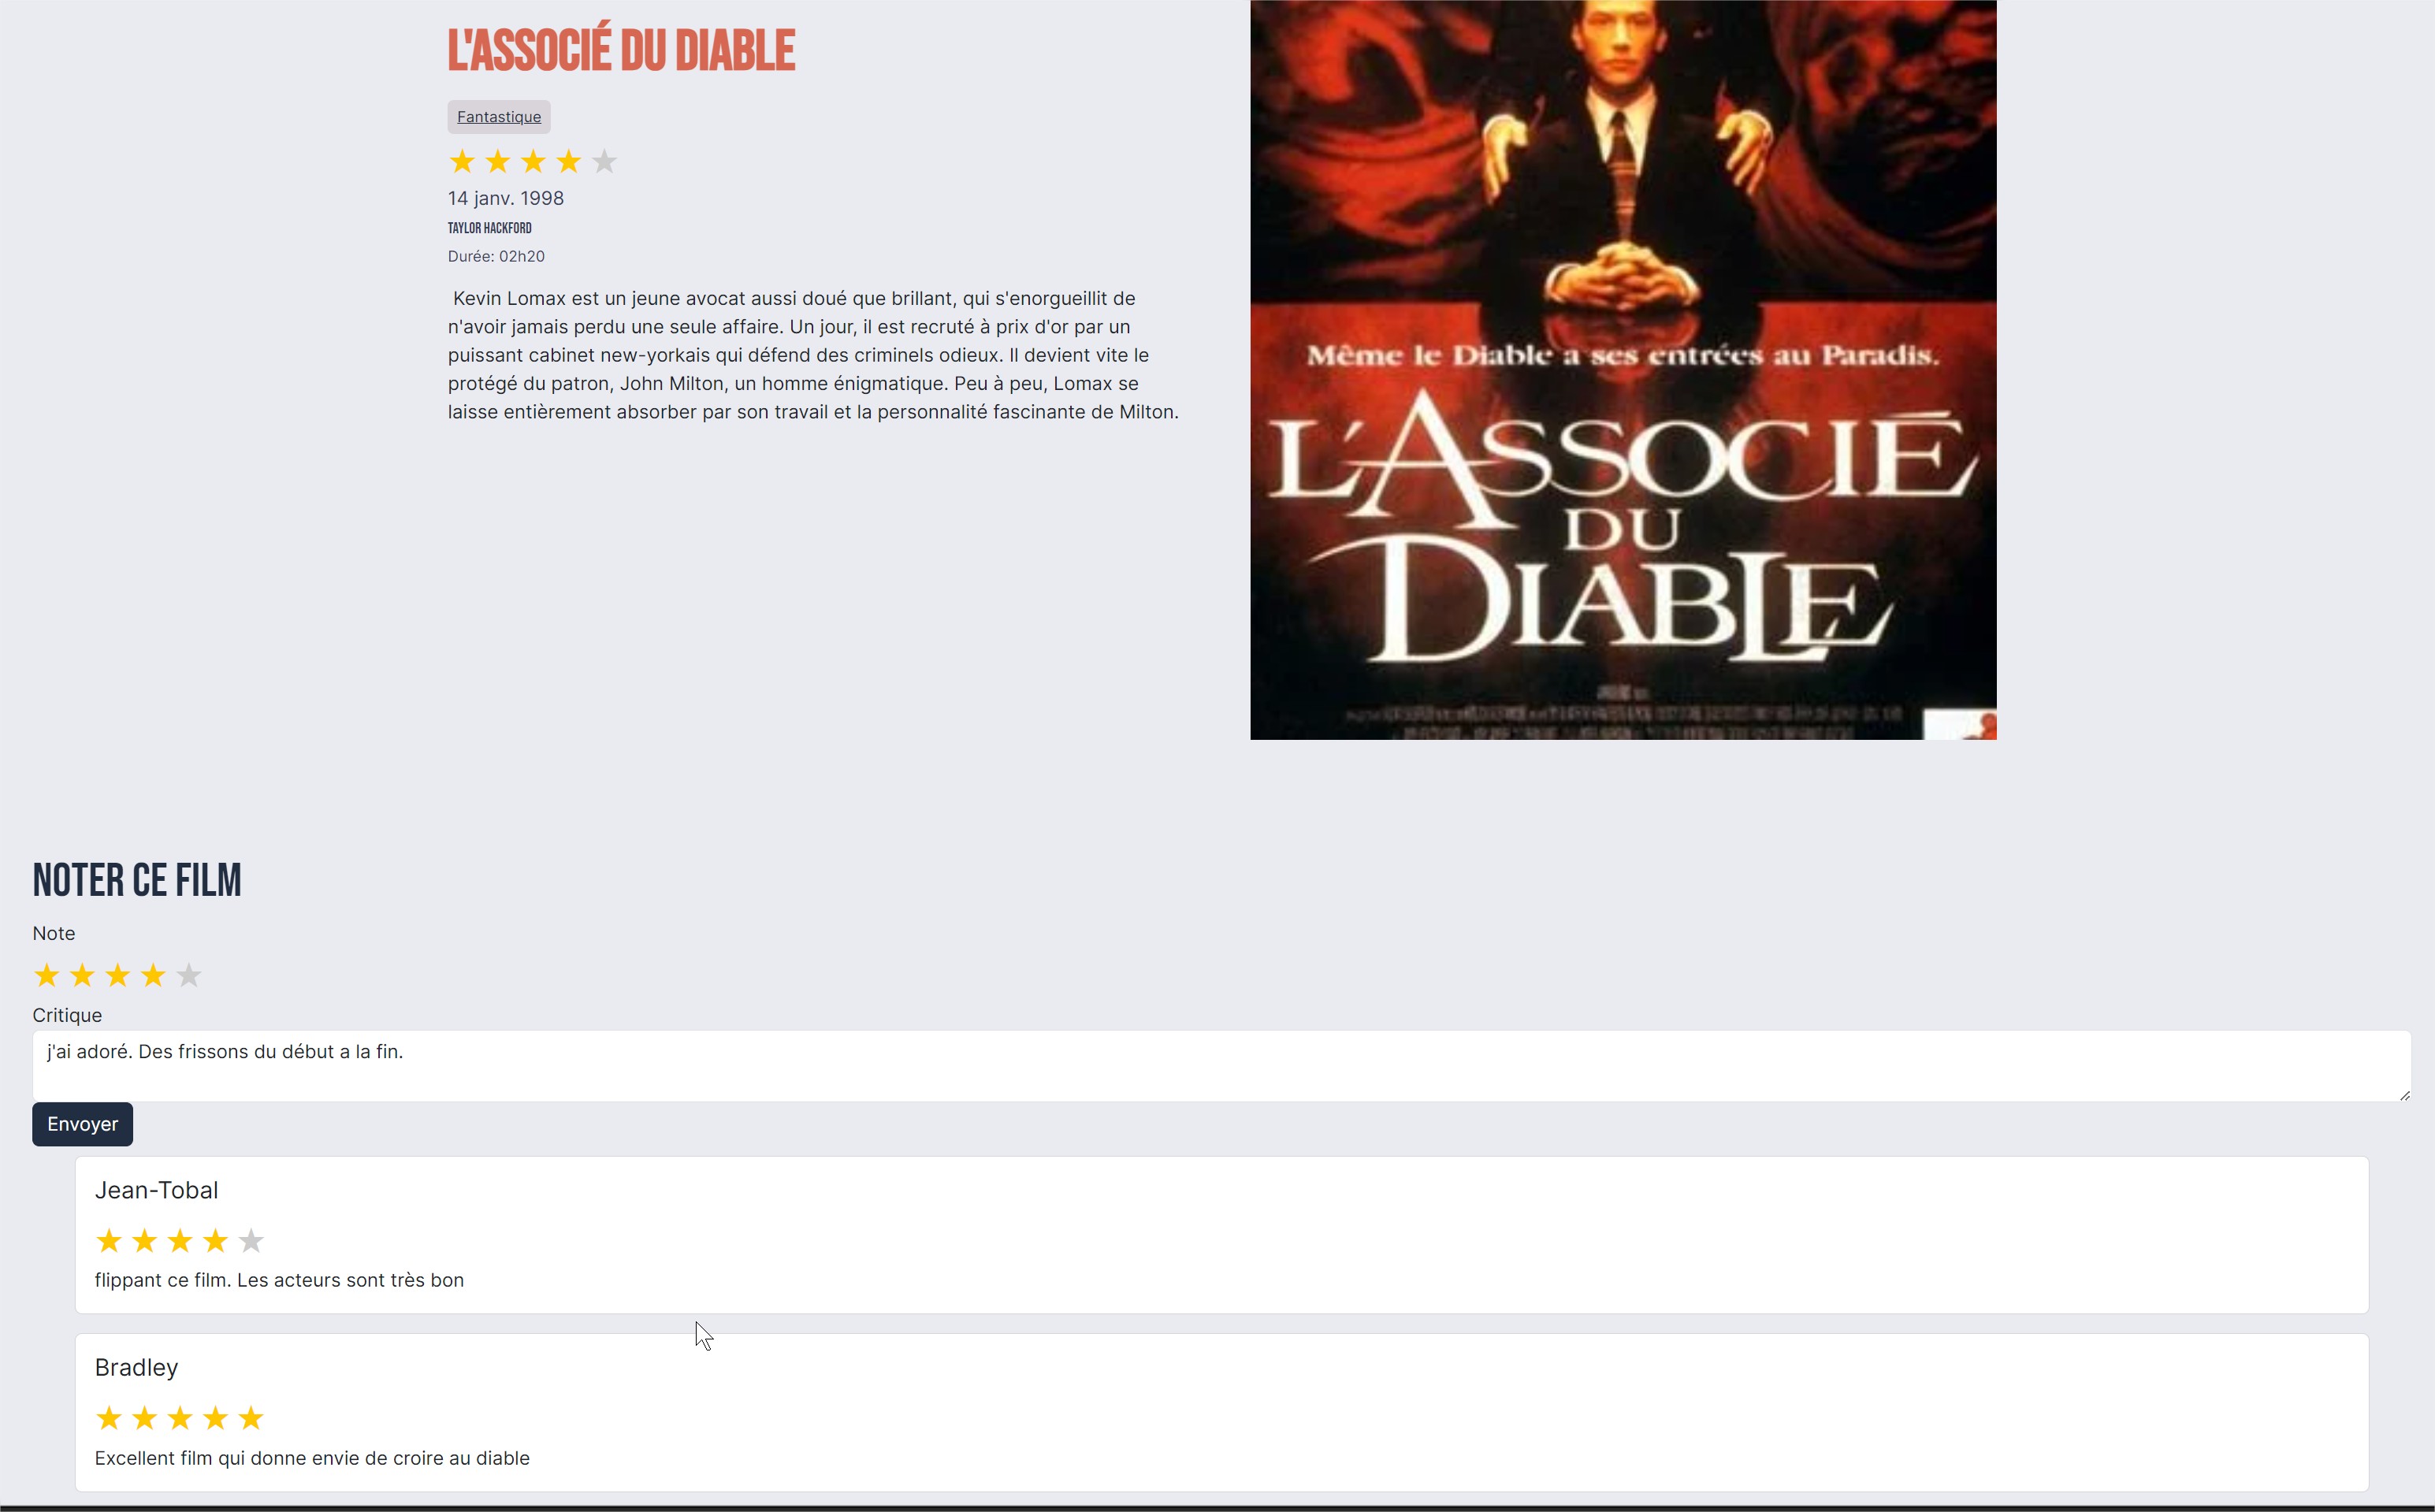 L'ASSOCIÉ DU DIABLE
Fantastique
14 janv. 1998
TAYLOR HACKFORD
Durée: 02h20
Kevin Lomax est un jeune avocat aussi doué que brillant, qui s'enorgueillit de
n'avoir jamais perdu une seule affaire. Un jour, il est recruté à prix d'or par un
puissant cabinet new-yorkais qui défend des criminels odieux. Il devient vite le
protégé du patron, John Milton, un homme énigmatique. Peu à peu, Lomax se
laisse entièrement absorber par son travail et la personnalité fascinante de Milton.
Même le Diable a ses entrées au Paradis.
L'ASSOCIÉ
DU
DIABLE
NOTER CE FILM
Note
Critique
j'ai adoré. Des frissons du début a la fin.
Envoyer
Jean-Tobal
flippant ce film. Les acteurs sont très bon
Bradley
Excellent film qui donne envie de croire au diable